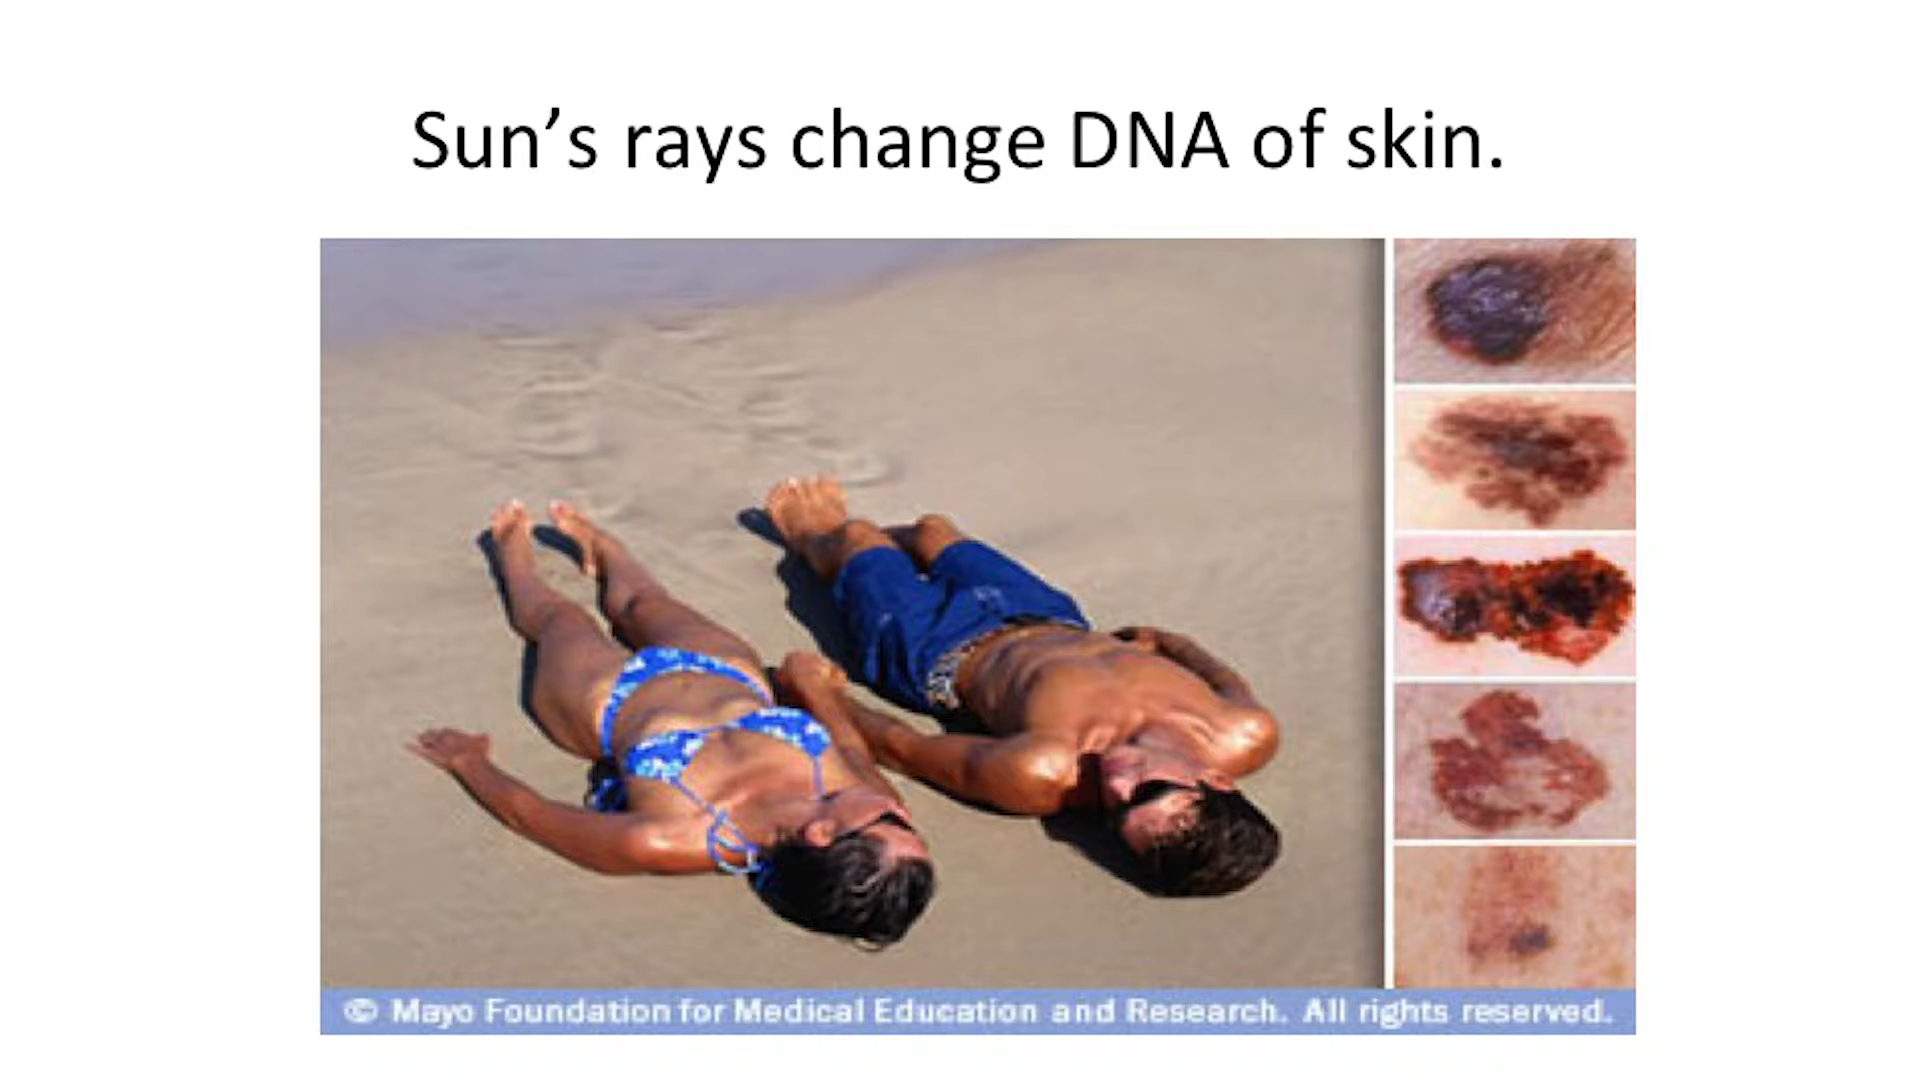 Sun’s rays change DNA of skin.
© Mayo Foundation for Medical Education and Research. All rights reserved.